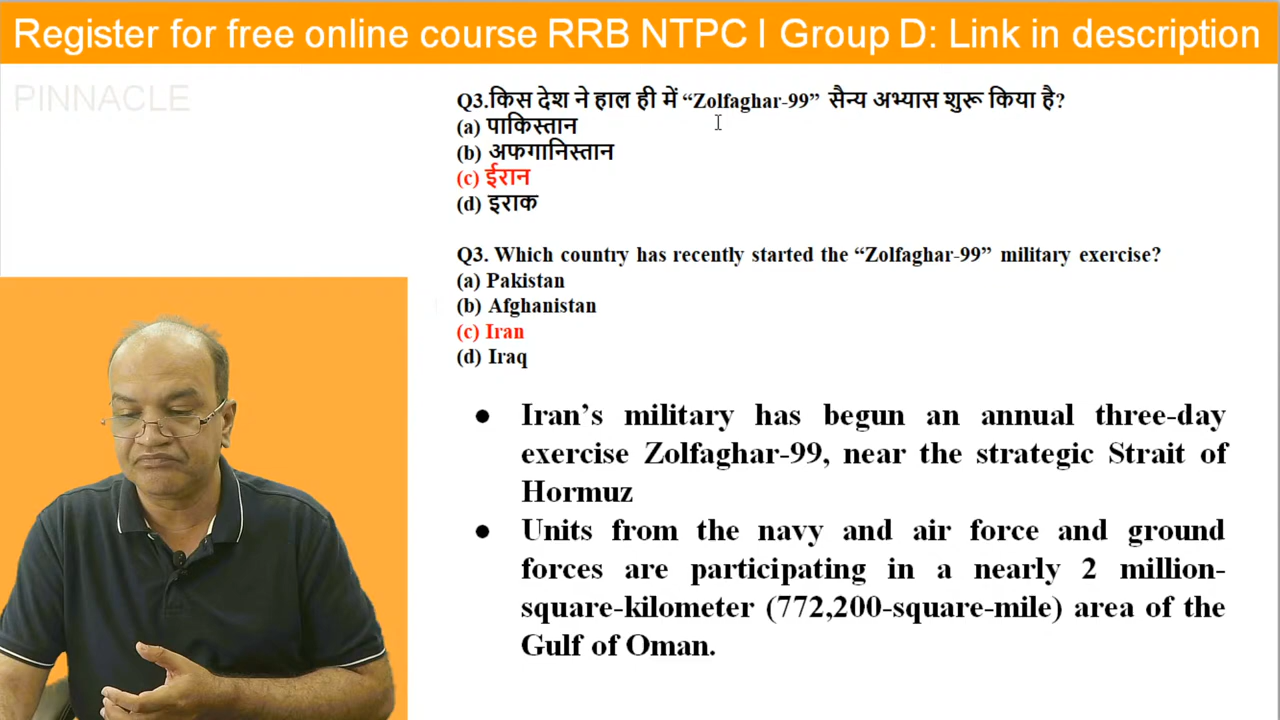 Register for free online course RRB NTPC I Group D: Link in description
PINNACLE
Q3.किस देश ने हाल ही में “Zolfaghar-99” सैन्य अभ्यास शुरू किया है?
(a) पाकिस्तान
(b) अफगानिस्तान
(c) ईरान
(d) इराक
Q3. Which country has recently started the “Zolfaghar-99” military exercise?
(a) Pakistan
(b) Afghanistan
(c) Iran
(d) Iraq
● Iran’s military has begun an annual three-day
exercise Zolfaghar-99, near the strategic Strait of
Hormuz
● Units from the navy and air force and ground
forces are participating in a nearly 2 million-
square-kilometer (772,200-square-mile) area of the
Gulf of Oman.